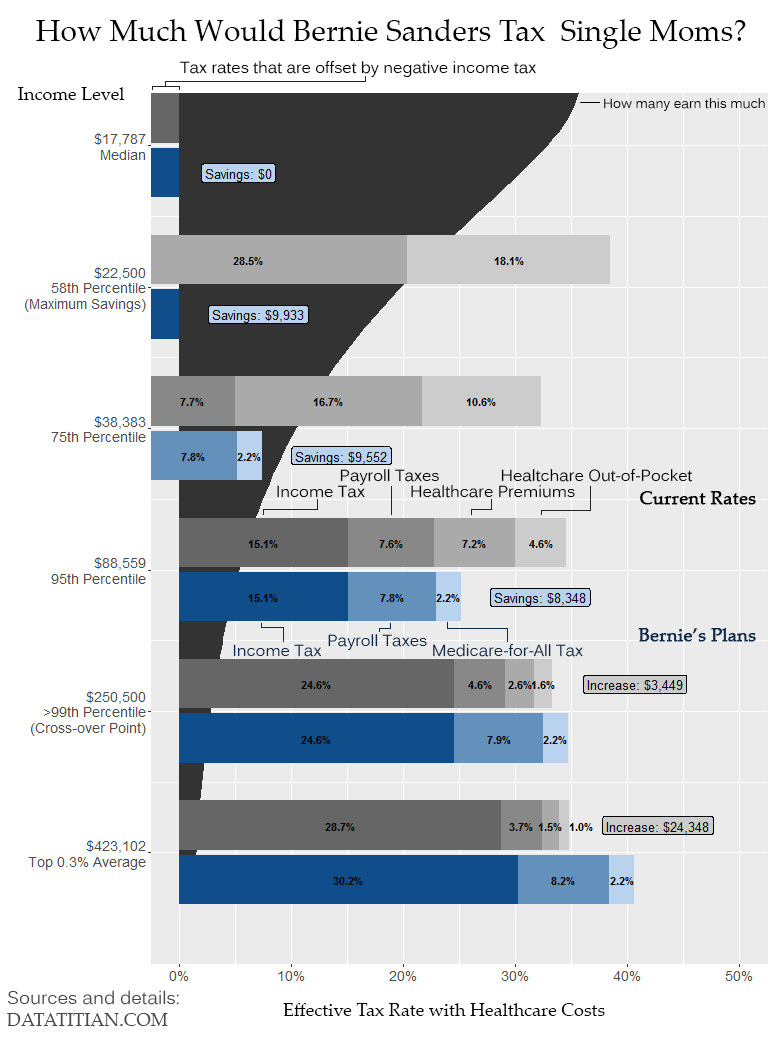 How Much Would Bernie Sanders Tax  Single Moms?
Tax rates that are offset by negative income tax
Income Level
How many earn this much
$17,787
Median
Savings: $0
28.5% 18.1%
$22,500
58th Percentile
(Maximum Savings)
Savings: $9,933
7.7% 16.7% 10.6%
$38,383
75th Percentile
7.8% 2.2% Savings: $9,552
Payroll Taxes Healtchare Out-of-Pocket
Income Tax Healthcare Premiums
Current Rates
15.1% 7.6% 7.2% 4.6%
$88,559
95th Percentile
15.1% 7.8% 2.2% Savings: $8,348
Bernie's Plans
Payroll Taxes
Income Tax Medicare-for-All Tax
24.6% 4.6% 2.6% 1.6% Increase: $3,449
$250,500
>99th Percentile
(Cross-over Point)
24.6% 7.9% 2.2%
28.7% 3.7% 1.5% 1.0% Increase: $24,348
$423,102
Top 0.3% Average
30.2% 8.2% 2.2%
0% 10% 20% 30% 40% 50%
Sources and details:
DATATITIAN.COM
Effective Tax Rate with Healthcare Costs